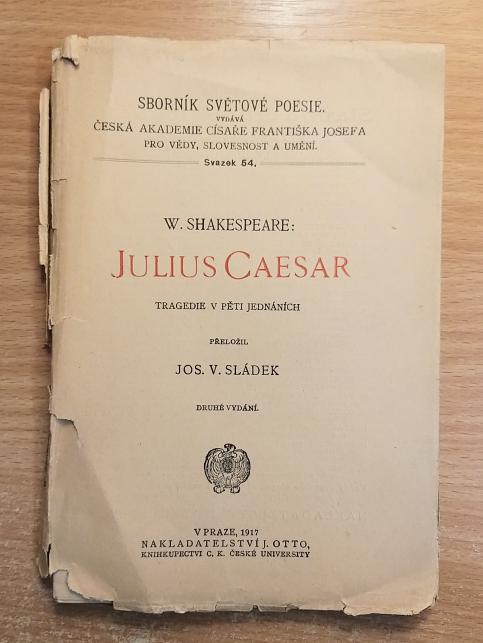 SBORNÍK SVĚTOVÉ POESIE.
VYDÁVÁ
ČESKÁ AKADEMIE CÍSAŘE FRANTIŠKA JOSEFA
PRO VĚDY, SLOVESNOST A UMĚNÍ.
Svazek 54.
W. SHAKESPEARE:
JULIUS CAESAR
TRAGEDIE V PĚTI JEDNÁNÍCH
PŘELOŽIL
JOS. V. SLÁDEK
DRUHÉ VYDÁNÍ.
V PRAZE, 1917
NAKLADATELSTVÍ J. OTTO,
KNIHKUPECTVÍ C. K. ČESKÉ UNIVERSITY